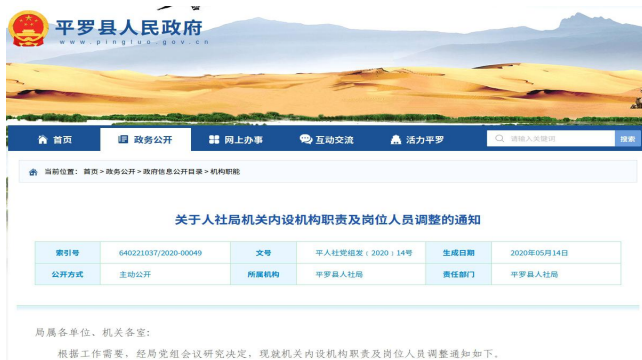 平罗县人民政府
www.pingluo.gov.cn
首页 政务公开 网上办事 互动交流 活力平罗 请输入关键词 搜索
当前位置: 首页 > 政务公开 > 政府信息公开目录 > 机构职能
关于人社局机关内设机构职责及岗位人员调整的通知
索引号 640221037/2020-00049 文号 平人社党组发﹝2020﹞14号 生成日期 2020年05月14日
公开方式 主动公开 所属机构 平罗县人社局 责任部门 平罗县人社局
局属各单位、机关各室:
根据工作需要，经局党组会议研究决定，现就机关内设机构职责及岗位人员调整通知如下。